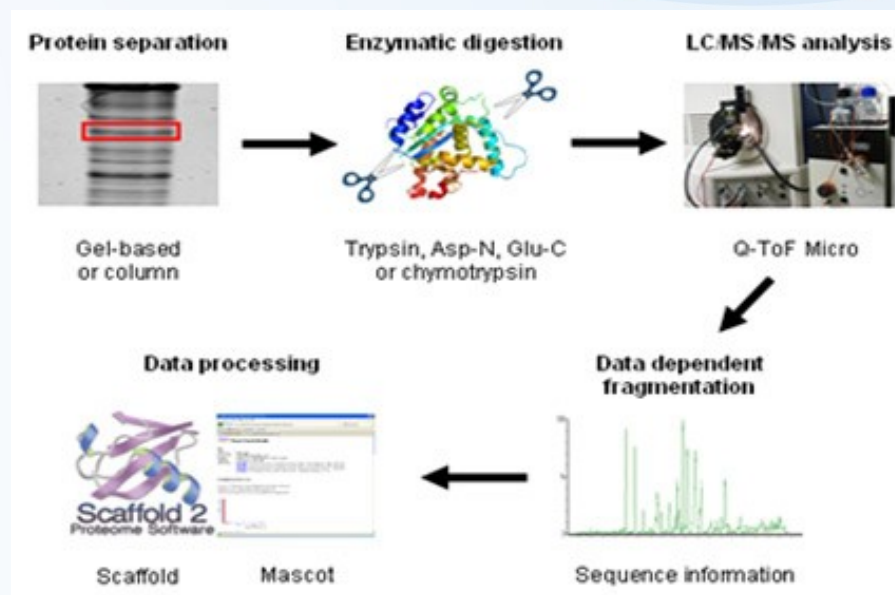 Protein separation
Enzymatic digestion
LC/MS/MS analysis
Gel-based
or column
Trypsin, Asp-N, Glu-C
or chymotrypsin
Q-ToF Micro
Data processing
Data dependent
fragmentation
Scaffold 2
Proteome Software
Scaffold
Mascot
Sequence information